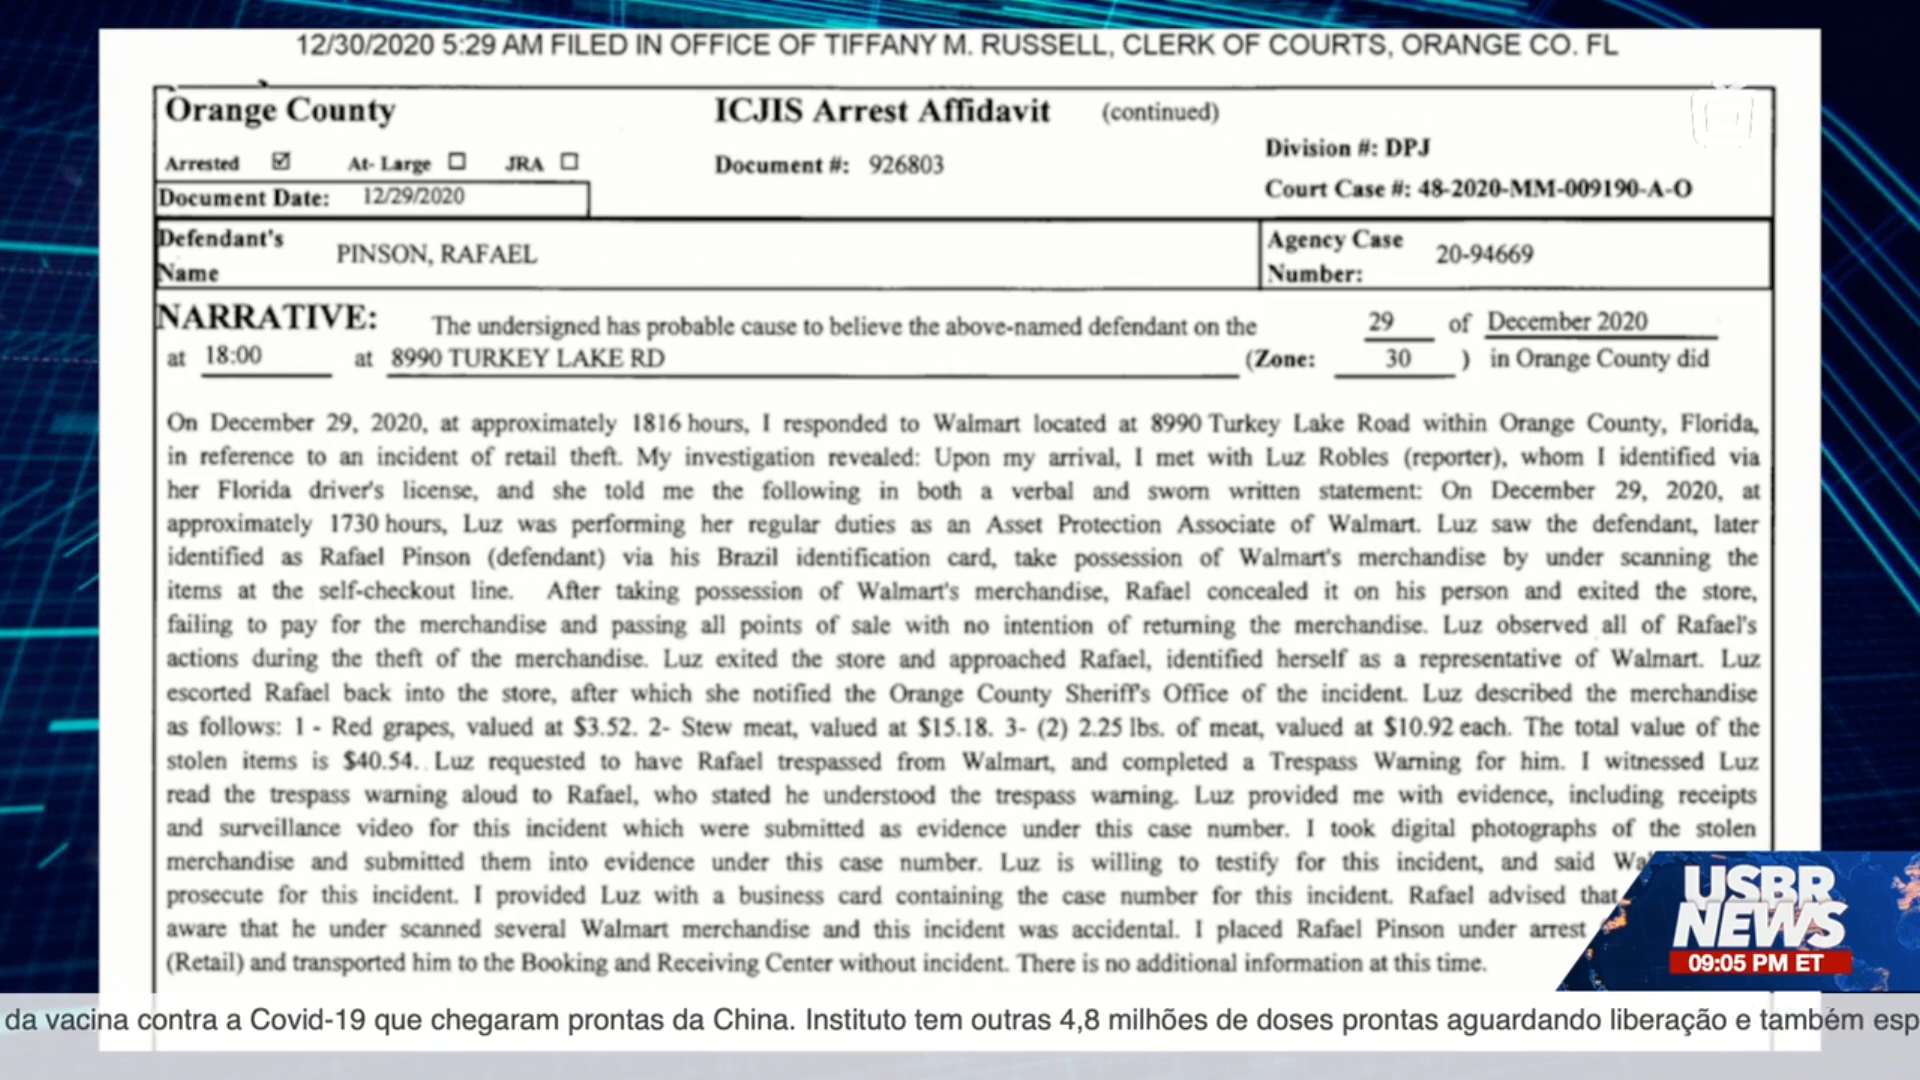 12/30/2020 5:29 AM FILED IN OFFICE OF TIFFANY M. RUSSELL, CLERK OF COURTS, ORANGE CO. FL
Orange County
ICJIS Arrest Affidavit (continued)
Arrested ☑ At- Large ☐ JRA ☐
Document #: 926803
Division #: DPJ
Court Case #: 48-2020-MM-009190-A-O
Document Date: 12/29/2020
Defendant's
Name
PINSON, RAFAEL
Agency Case
Number:
20-94669
NARRATIVE: The undersigned has probable cause to believe the above-named defendant on the 29 of December 2020
at 18:00 at 8990 TURKEY LAKE RD (Zone: 30 ) in Orange County did
On December 29, 2020, at approximately 1816 hours, I responded to Walmart located at 8990 Turkey Lake Road within Orange County, Florida,
in reference to an incident of retail theft. My investigation revealed: Upon my arrival, I met with Luz Robles (reporter), whom I identified via
her Florida driver's license, and she told me the following in both a verbal and sworn written statement: On December 29, 2020, at
approximately 1730 hours, Luz was performing her regular duties as an Asset Protection Associate of Walmart. Luz saw the defendant, later
identified as Rafael Pinson (defendant) via his Brazil identification card, take possession of Walmart's merchandise by under scanning the
items at the self-checkout line. After taking possession of Walmart's merchandise, Rafael concealed it on his person and exited the store,
failing to pay for the merchandise and passing all points of sale with no intention of returning the merchandise. Luz observed all of Rafael's
actions during the theft of the merchandise. Luz exited the store and approached Rafael, identified herself as a representative of Walmart. Luz
escorted Rafael back into the store, after which she notified the Orange County Sheriff's Office of the incident. Luz described the merchandise
as follows: 1 - Red grapes, valued at $3.52. 2- Stew meat, valued at $15.18. 3- (2) 2.25 lbs. of meat, valued at $10.92 each. The total value of the
stolen items is $40.54. Luz requested to have Rafael trespassed from Walmart, and completed a Trespass Warning for him. I witnessed Luz
read the trespass warning aloud to Rafael, who stated he understood the trespass warning. Luz provided me with evidence, including receipts
and surveillance video for this incident which were submitted as evidence under this case number. I took digital photographs of the stolen
merchandise and submitted them into evidence under this case number. Luz is willing to testify for this incident, and said Wal
prosecute for this incident. I provided Luz with a business card containing the case number for this incident. Rafael advised that
aware that he under scanned several Walmart merchandise and this incident was accidental. I placed Rafael Pinson under arrest
(Retail) and transported him to the Booking and Receiving Center without incident. There is no additional information at this time.
USBR
NEWS
09:05 PM ET
da vacina contra a Covid-19 que chegaram prontas da China. Instituto tem outras 4,8 milhões de doses prontas aguardando liberação e também esp